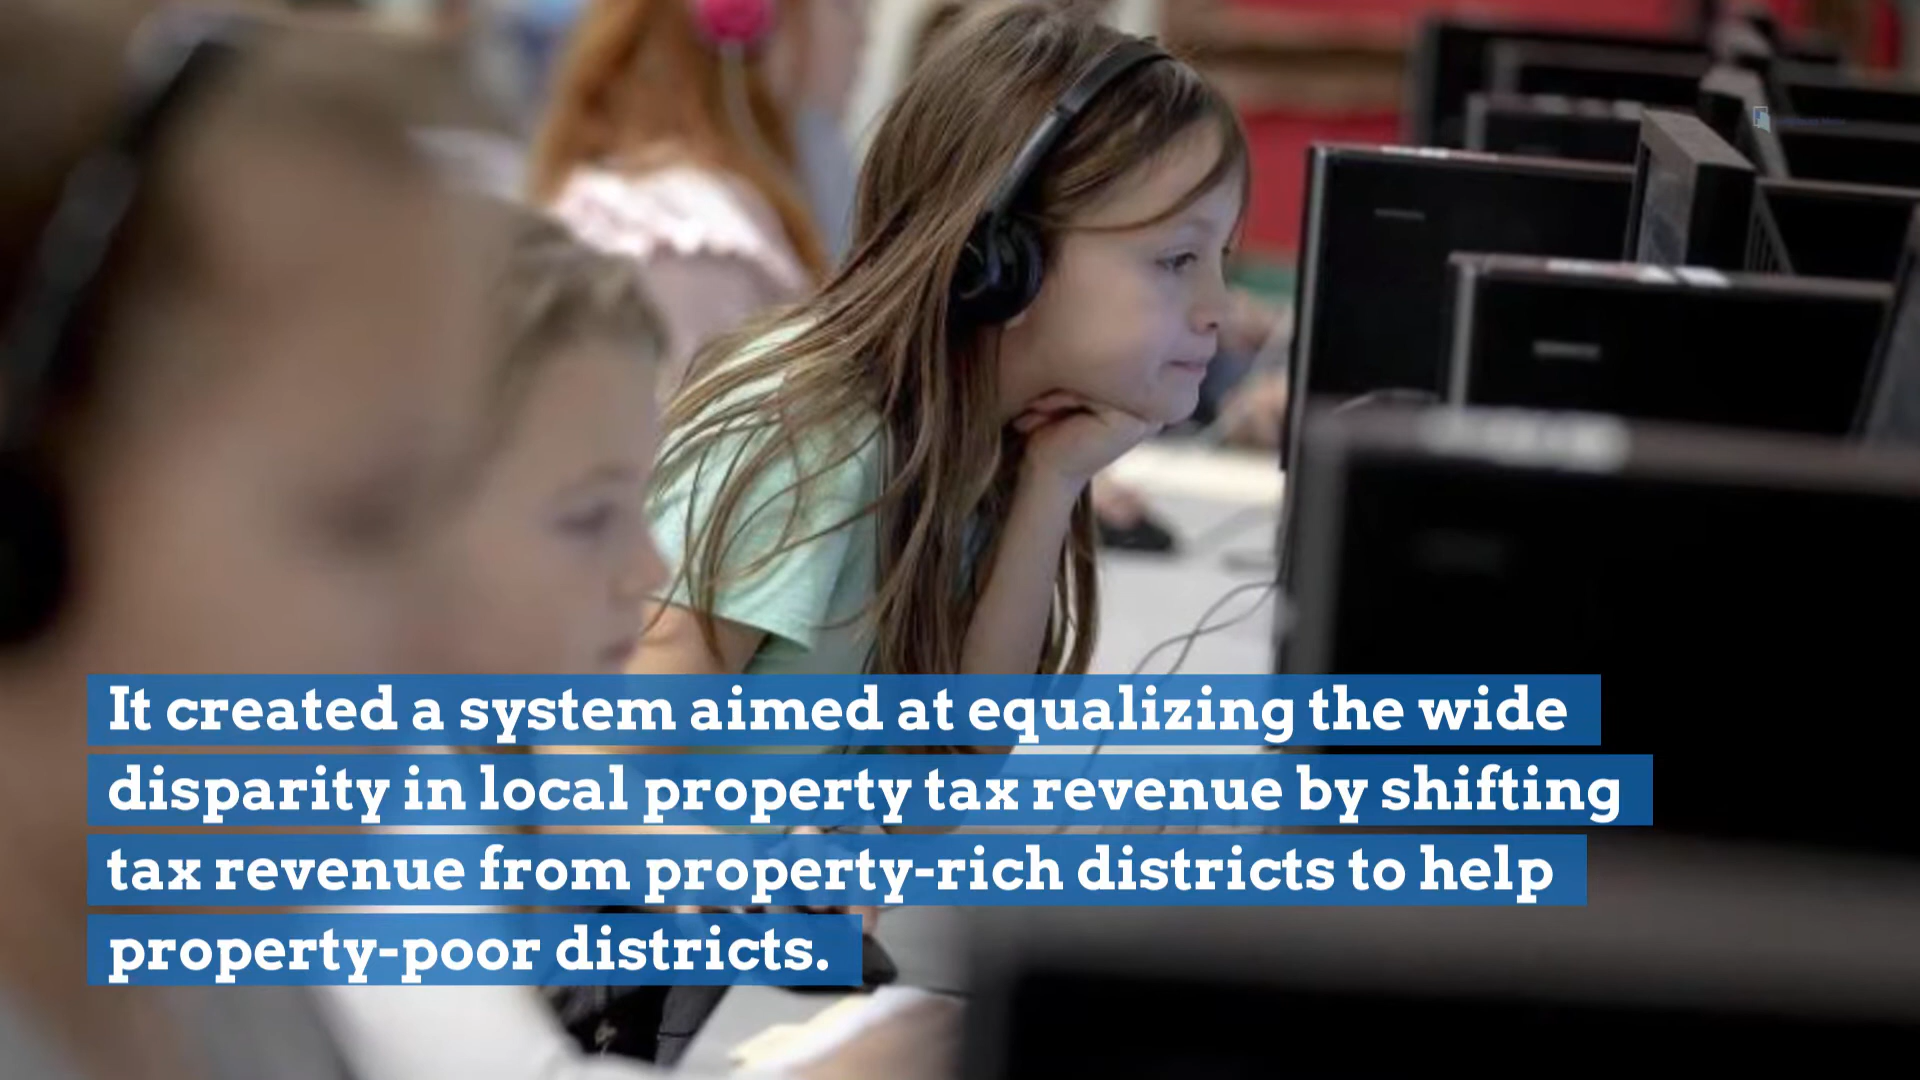 It created a system aimed at equalizing the wide
disparity in local property tax revenue by shifting
tax revenue from property-rich districts to help
property-poor districts.